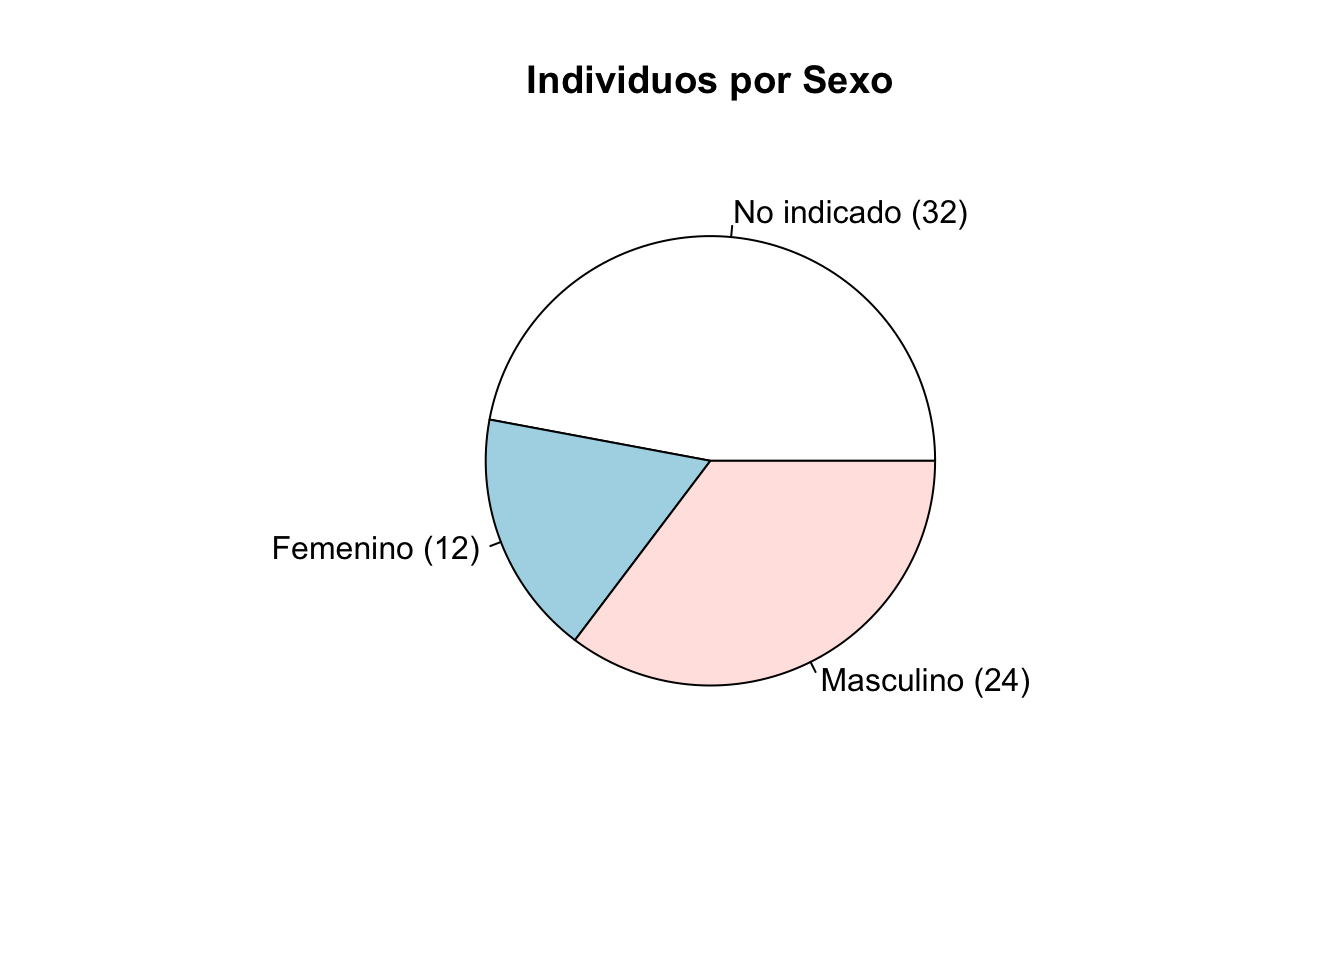 Individuos por Sexo
No indicado (32)
Femenino (12)
Masculino (24)